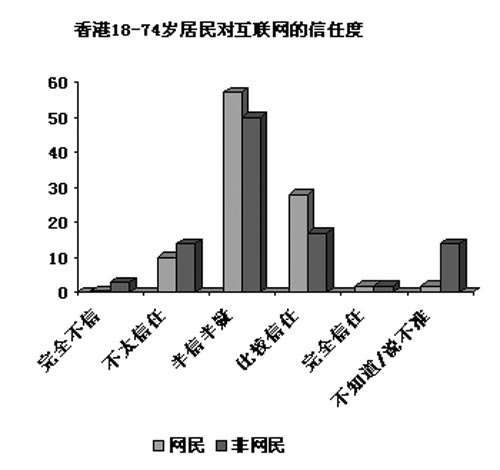 香港18-74岁居民对互联网的信任度
60
50
40
30
20
10
0
完全不信
不太信任
半信半疑
比较信任
完全信任
不知道/说不准
网民 非网民